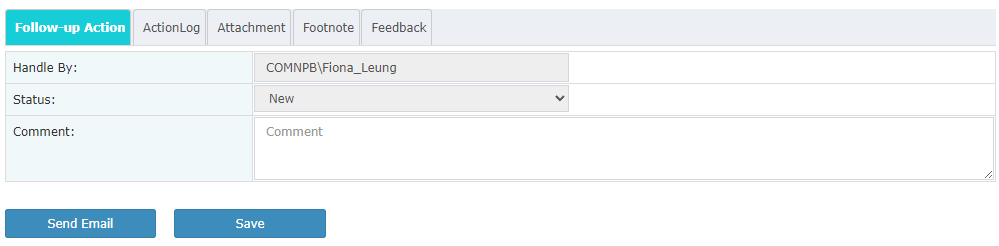 Follow-up Action ActionLog Attachment Footnote Feedback
Handle By: COMNPB\Fiona_Leung
Status: New
Comment: Comment
Send Email Save